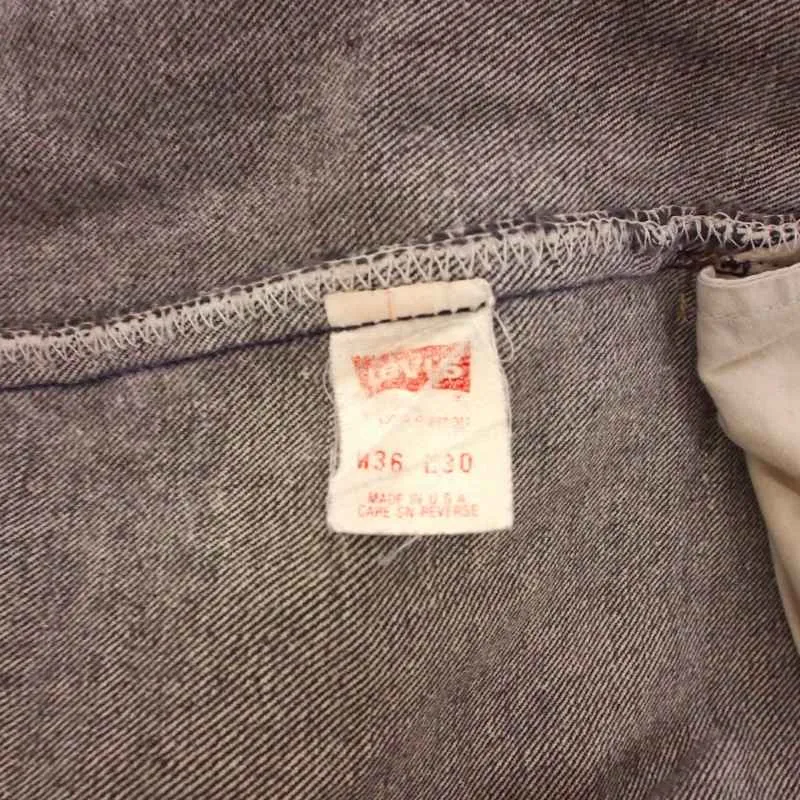 Levi's
W36 L30
MADE IN U S A
CARE ON REVERSE